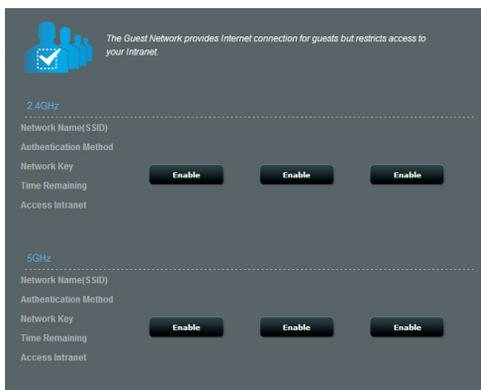 The Guest Network provides Internet connection for guests but restricts access to
your Intranet.
2.4GHz
Network Name(SSID)
Authentication Method
Network Key
Enable Enable Enable
Time Remaining
Access Intranet
5GHz
Network Name(SSID)
Authentication Method
Network Key
Enable Enable Enable
Time Remaining
Access Intranet